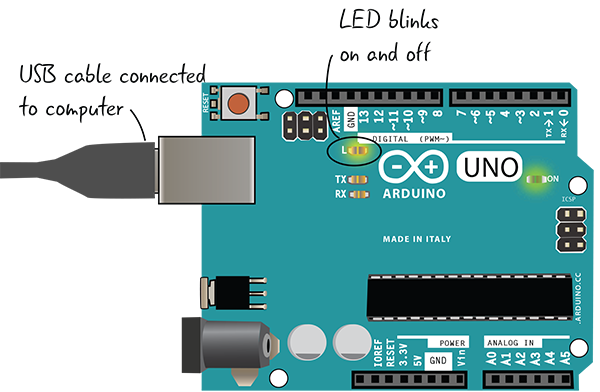 LED blinks
on and off
USB cable connected
to computer
RESET
AREF
GND
13
12
~11
~10
~9
8
7
~6
~5
4
~3
2
TX→1
RX←0
DIGITAL (PWM~)
L
TX
RX
UNO
ARDUINO
ON
ICSP
MADE IN ITALY
.ARDUINO.CC
IOREF
RESET
3.3V
5V
GND
Vin
POWER
ANALOG IN
A0
A1
A2
A3
A4
A5